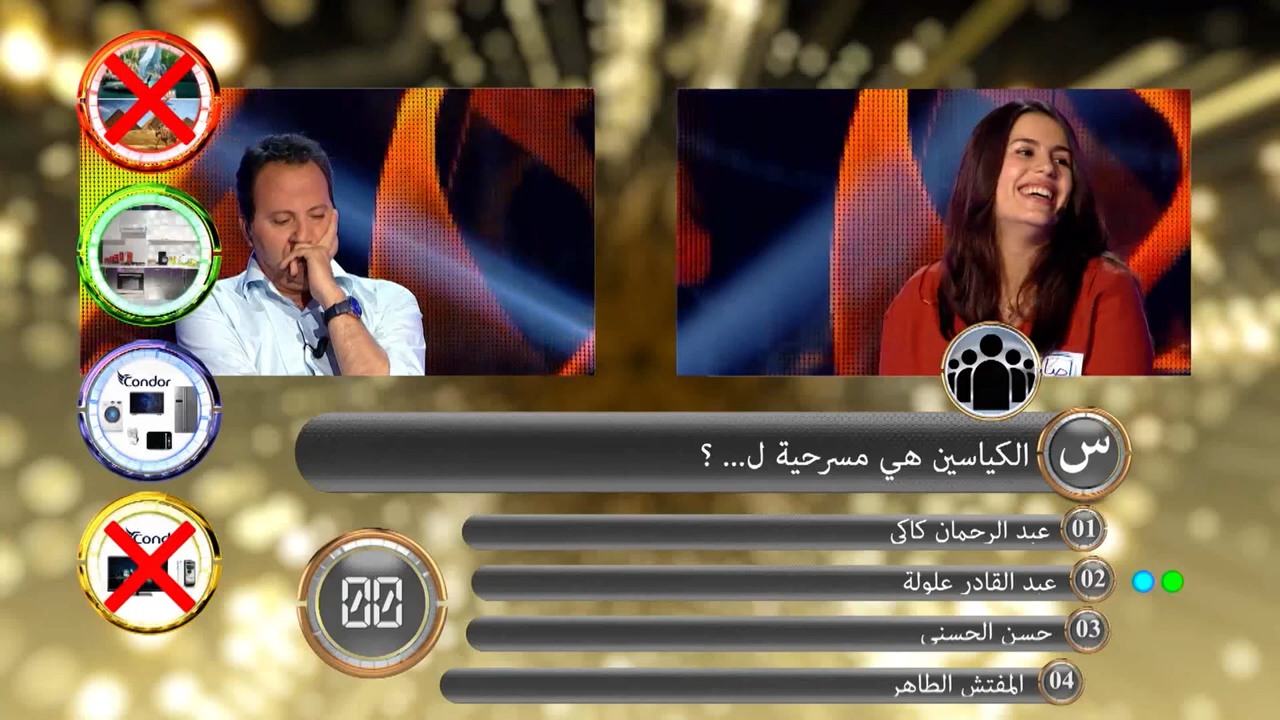 Condor
س
الكياسين هي مسرحية ل... ؟
01 عبد الرحمان كاكي
02 عبد القادر علولة
03 حسن الحسني
04 المفتش الطاهر
00